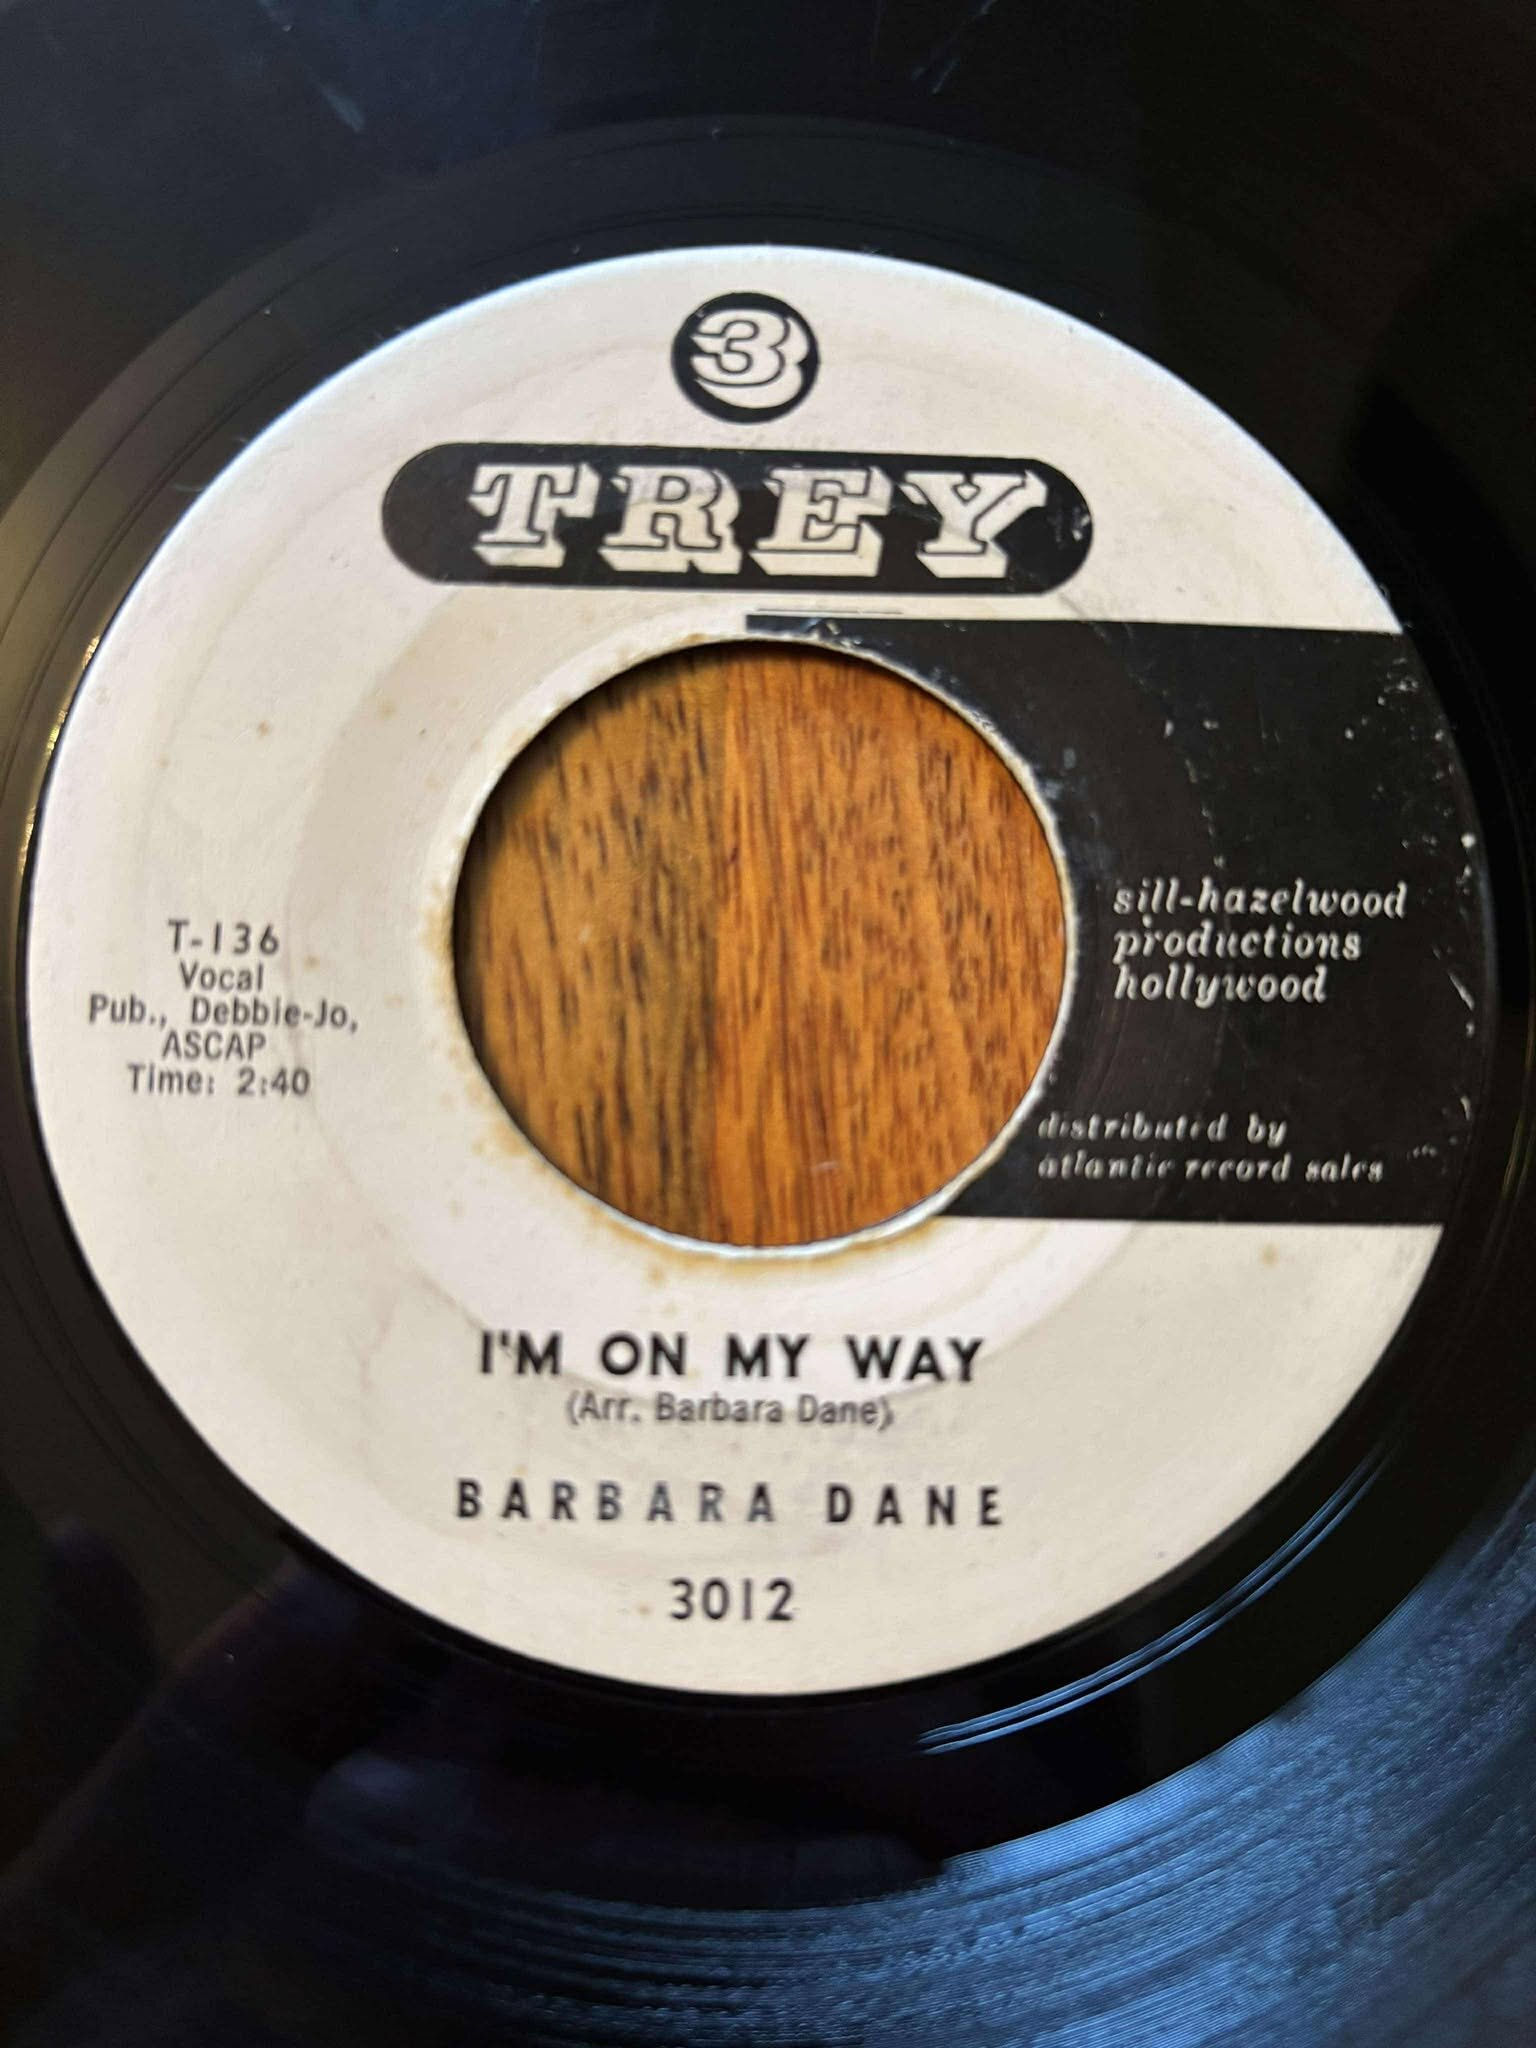 3
TREY
sill-hazelwood
productions
hollywood
T-136
Vocal
Pub., Debbie-Jo,
ASCAP
Time: 2:40
distributed by
atlantic record sales
I'M ON MY WAY
(Arr. Barbara Dane)
BARBARA DANE
3012